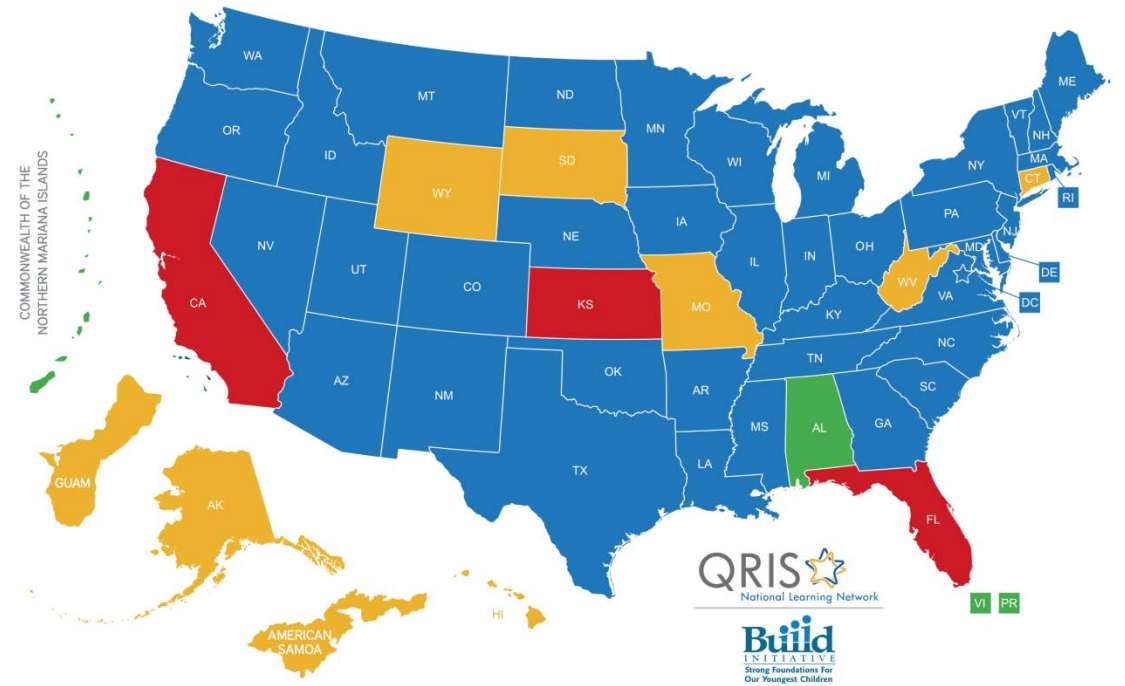 WA
MT
ND
MN
ME
OR
ID
SD
WI
MI
VT
NH
NY
MA
CT
RI
WY
IA
PA
NJ
NE
NV
UT
CO
IL
IN
OH
MD
DE
WV
VA
DC
CA
KS
MO
KY
NC
TN
AZ
NM
OK
AR
SC
MS
AL
GA
LA
TX
FL
COMMONWEALTH OF THE
NORTHERN MARIANA ISLANDS
GUAM
AK
HI
AMERICAN
SAMOA
VI
PR
QRIS
National Learning Network
Build
INITIATIVE
Strong Foundations For
Our Youngest Children